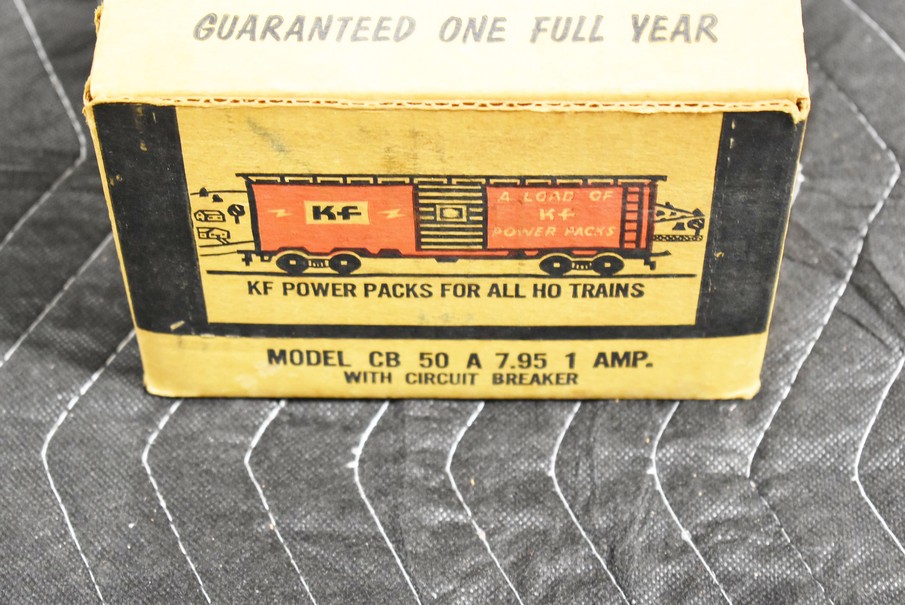 GUARANTEED ONE FULL YEAR
Kf
A LOAD OF
Kf
POWER PACKS
KF POWER PACKS FOR ALL HO TRAINS
MODEL CB 50 A 7.95 1 AMP.
WITH CIRCUIT BREAKER